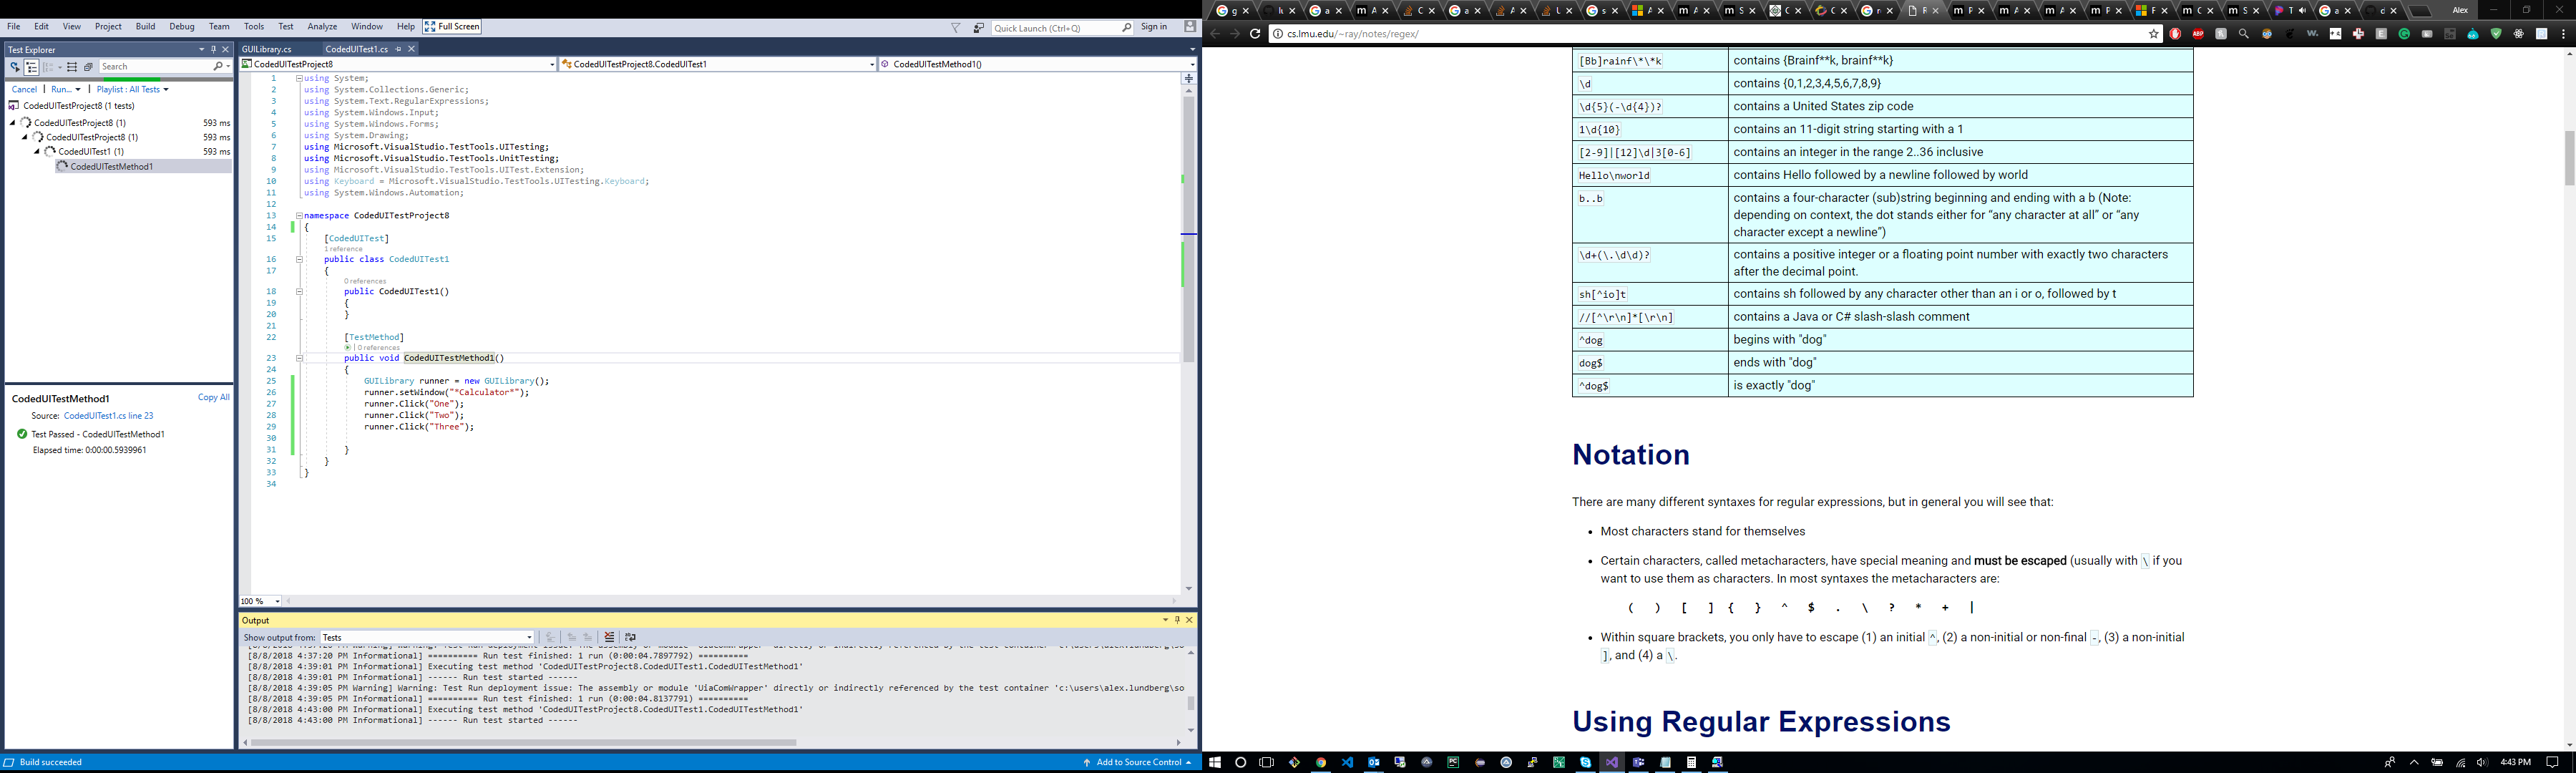 File Edit View Project Build Debug Team Tools Test Analyze Window Help Full Screen
Quick Launch (Ctrl+Q) Sign in
Test Explorer
Search
Cancel | Run... | Playlist : All Tests
CodedUITestProject8 (1 tests)
CodedUITestProject8 (1) 593 ms
CodedUITestProject8 (1) 593 ms
CodedUITest1 (1) 593 ms
CodedUITestMethod1
CodedUITestMethod1 Copy All
Source: CodedUITest1.cs line 23
Test Passed - CodedUITestMethod1
Elapsed time: 0:00:00.5939961
GUILibrary.cs CodedUITest1.cs
CodedUITestProject8 CodedUITestProject8.CodedUITest1 CodedUITestMethod1()
1 using System;
2 using System.Collections.Generic;
3 using System.Text.RegularExpressions;
4 using System.Windows.Input;
5 using System.Windows.Forms;
6 using System.Drawing;
7 using Microsoft.VisualStudio.TestTools.UITesting;
8 using Microsoft.VisualStudio.TestTools.UnitTesting;
9 using Microsoft.VisualStudio.TestTools.UITest.Extension;
10 using Keyboard = Microsoft.VisualStudio.TestTools.UITesting.Keyboard;
11 using System.Windows.Automation;
12
13 namespace CodedUITestProject8
14 {
15 [CodedUITest]
1 reference
16 public class CodedUITest1
17 {
0 references
18 public CodedUITest1()
19 {
20 }
21
22 [TestMethod]
| 0 references
23 public void CodedUITestMethod1()
24 {
25 GUILibrary runner = new GUILibrary();
26 runner.setWindow("*Calculator*");
27 runner.Click("One");
28 runner.Click("Two");
29 runner.Click("Three");
30
31 }
32 }
33 }
34
100 %
Output
Show output from: Tests
[8/8/2018 4:37:20 PM Informational] ========== Run test finished: 1 run (0:00:04.7897792) ==========
[8/8/2018 4:39:01 PM Informational] Executing test method 'CodedUITestProject8.CodedUITest1.CodedUITestMethod1'
[8/8/2018 4:39:01 PM Informational] ------ Run test started ------
[8/8/2018 4:39:05 PM Warning] Warning: Test Run deployment issue: The assembly or module 'UiaComWrapper' directly or indirectly referenced by the test container 'c:\users\alex.lundberg\so
[8/8/2018 4:39:05 PM Informational] ========== Run test finished: 1 run (0:00:04.8137791) ==========
[8/8/2018 4:43:00 PM Informational] Executing test method 'CodedUITestProject8.CodedUITest1.CodedUITestMethod1'
[8/8/2018 4:43:00 PM Informational] ------ Run test started ------
Build succeeded Add to Source Control
Alex
cs.lmu.edu/~ray/notes/regex/
[Bb]rainf\*\*k contains {Brainf**k, brainf**k}
\d contains {0,1,2,3,4,5,6,7,8,9}
\d{5}(-\d{4})? contains a United States zip code
1\d{10} contains an 11-digit string starting with a 1
[2-9]|[12]\d|3[0-6] contains an integer in the range 2..36 inclusive
Hello\nworld contains Hello followed by a newline followed by world
b..b contains a four-character (sub)string beginning and ending with a b (Note:
depending on context, the dot stands either for “any character at all” or “any
character except a newline”)
\d+(\.\d\d)? contains a positive integer or a floating point number with exactly two characters
after the decimal point.
sh[^io]t contains sh followed by any character other than an i or o, followed by t
//[^\r\n]*[\r\n] contains a Java or C# slash-slash comment
^dog begins with "dog"
dog$ ends with "dog"
^dog$ is exactly "dog"
Notation
There are many different syntaxes for regular expressions, but in general you will see that:
• Most characters stand for themselves
• Certain characters, called metacharacters, have special meaning and must be escaped (usually with \ if you
want to use them as characters. In most syntaxes the metacharacters are:
( ) [ ] { } ^ $ . \ ? * + |
• Within square brackets, you only have to escape (1) an initial ^, (2) a non-initial or non-final -, (3) a non-initial
], and (4) a \.
Using Regular Expressions
4:43 PM